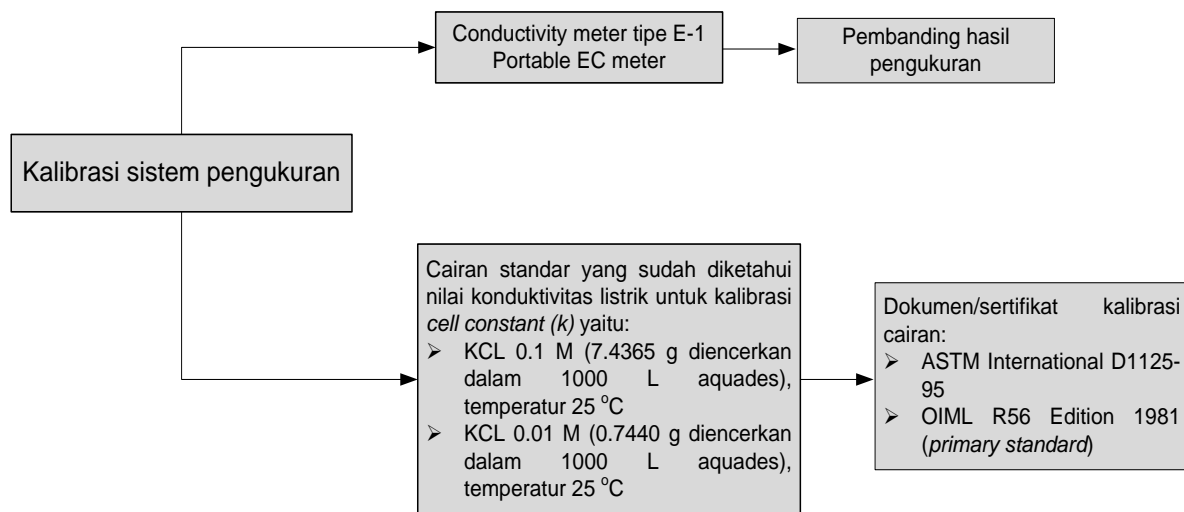 Conductivity meter tipe E-1
Portable EC meter
Pembanding hasil
pengukuran
Kalibrasi sistem pengukuran
Cairan standar yang sudah diketahui
nilai konduktivitas listrik untuk kalibrasi
cell constant (k) yaitu:
➢ KCL 0.1 M (7.4365 g diencerkan
dalam 1000 L aquades),
temperatur 25 °C
➢ KCL 0.01 M (0.7440 g diencerkan
dalam 1000 L aquades),
temperatur 25 °C
Dokumen/sertifikat kalibrasi
cairan:
➢ ASTM International D1125-
95
➢ OIML R56 Edition 1981
(primary standard)